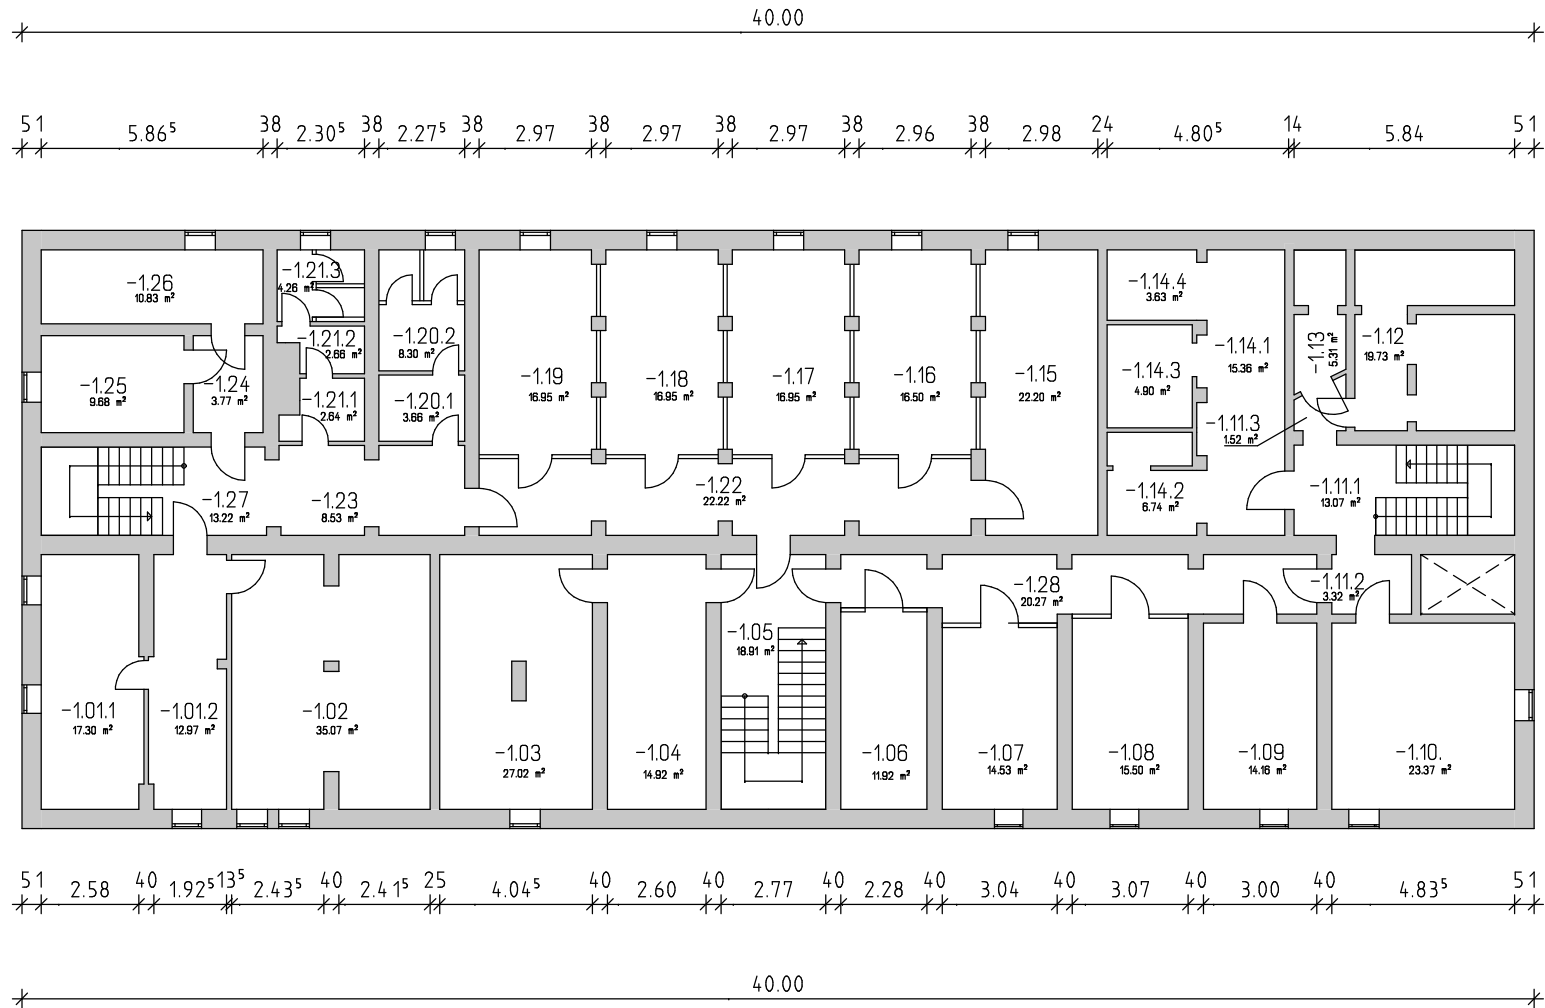 40.00
51 5.86⁵ 38 2.30⁵ 38 2.27⁵ 38 2.97 38 2.97 38 2.97 38 2.96 38 2.98 24 4.80⁵ 14 5.84 51
-1.26
10.83 m²
-1.21.3
4.26 m²
-1.21.2
2.66 m²
-1.20.2
8.30 m²
-1.25
9.68 m²
-1.24
3.77 m²
-1.21.1
2.64 m²
-1.20.1
3.66 m²
-1.19
16.95 m²
-1.18
16.95 m²
-1.17
16.95 m²
-1.16
16.50 m²
-1.15
22.20 m²
-1.14.4
3.63 m²
-1.14.3
4.90 m²
-1.14.1
15.36 m²
-1.13
5.31 m²
-1.12
19.73 m²
-1.11.3
1.52 m²
-1.27
13.22 m²
-1.23
8.53 m²
-1.22
22.22 m²
-1.14.2
6.74 m²
-1.11.1
13.07 m²
-1.28
20.27 m²
-1.11.2
3.32 m²
-1.05
18.91 m²
-1.01.1
17.30 m²
-1.01.2
12.97 m²
-1.02
35.07 m²
-1.03
27.02 m²
-1.04
14.92 m²
-1.06
11.92 m²
-1.07
14.53 m²
-1.08
15.50 m²
-1.09
14.16 m²
-1.10.
23.37 m²
51 2.58 40 1.92⁵ 13⁵ 2.43⁵ 40 2.41⁵ 25 4.04⁵ 40 2.60 40 2.77 40 2.28 40 3.04 40 3.07 40 3.00 40 4.83⁵ 51
40.00